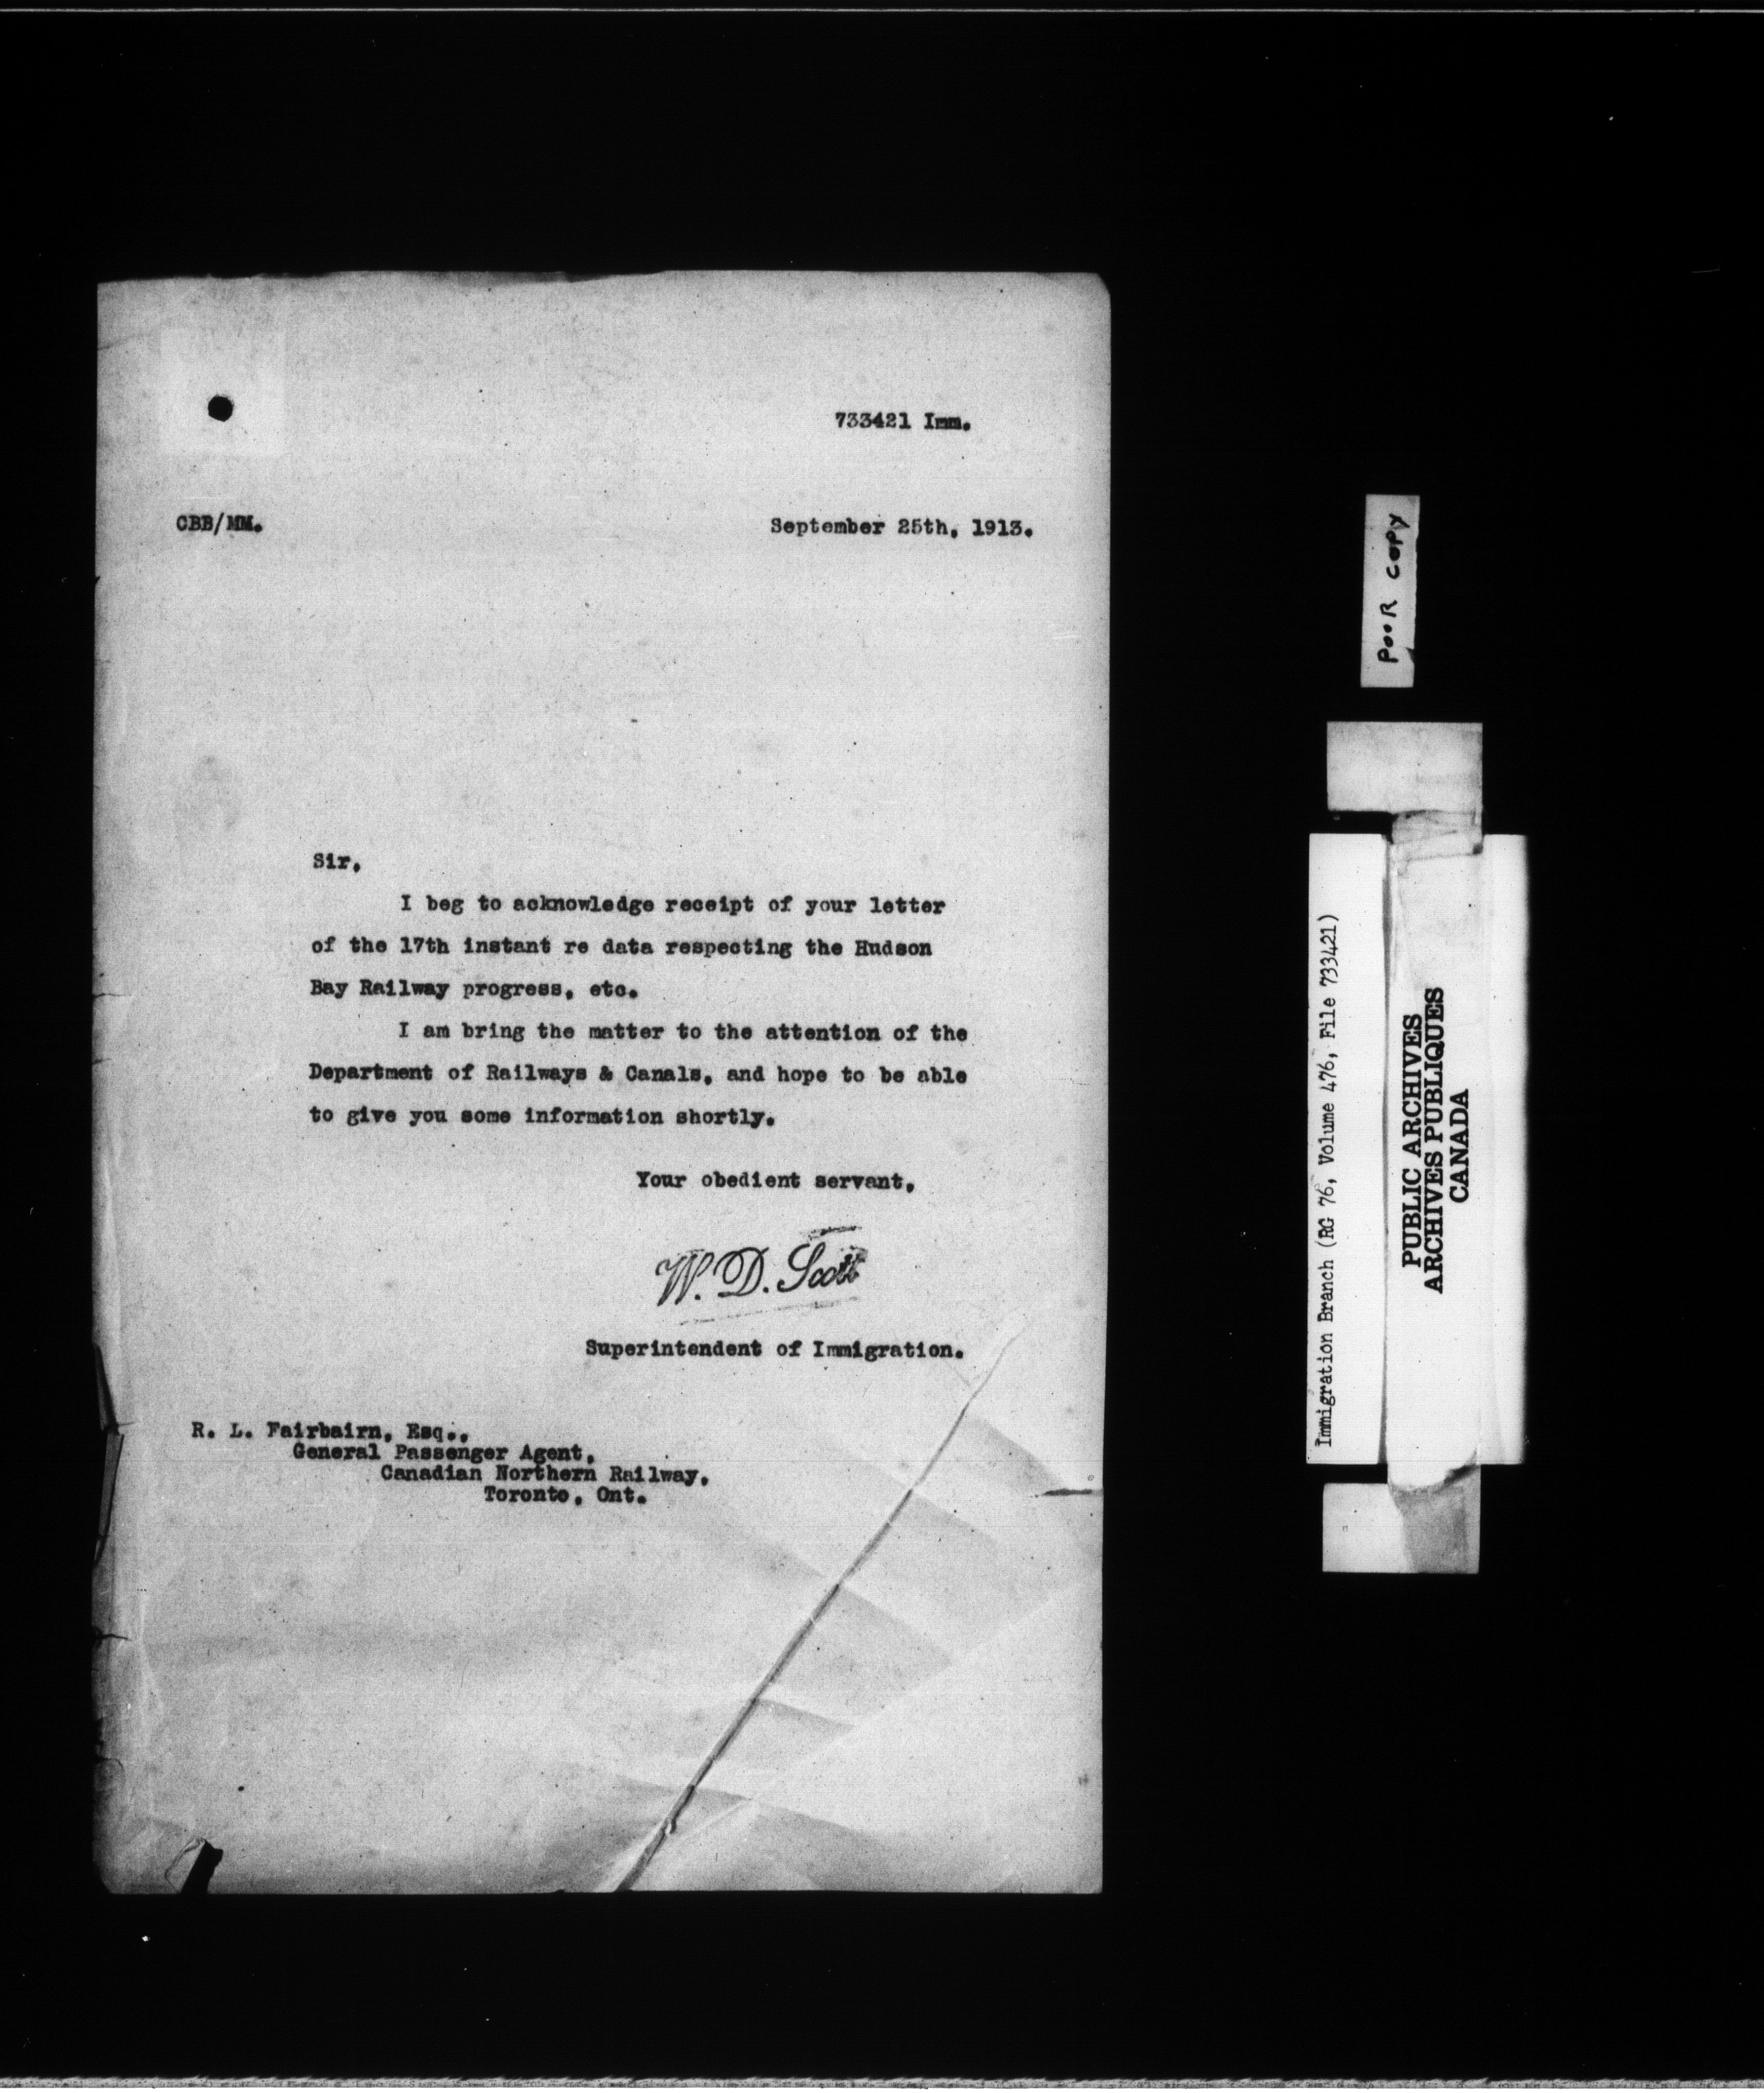 733421 Imm.
CBB/MM.
September 25th, 1913.
Sir,
I beg to acknowledge receipt of your letter
of the 17th instant re data respecting the Hudson
Bay Railway progress, etc.
I am bring the matter to the attention of the
Department of Railways & Canals, and hope to be able
to give you some information shortly.
Your obedient servant,
W. D. Scott
Superintendent of Immigration.
R. L. Fairbairn, Esq.,
General Passenger Agent,
Canadian Northern Railway,
Toronto, Ont.
Poor copy
Immigration Branch (RG 76, Volume 476, File 733421)
PUBLIC ARCHIVES
ARCHIVES PUBLIQUES
CANADA